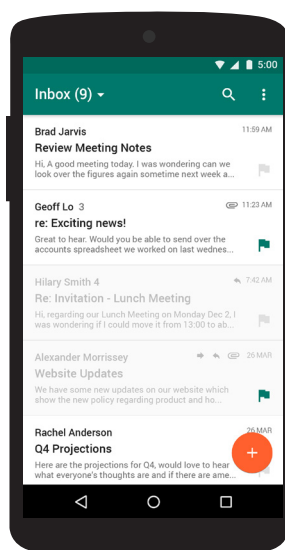 5:00
Inbox (9)
Brad Jarvis 11:59 AM
Review Meeting Notes
Hi, A good meeting today. I was wondering can we
look over the figures again sometime next week a...
Geoff Lo 3 11:23 AM
re: Exciting news!
Great to hear. Would you be able to send over the
accounts spreadsheet we worked on last wednes...
Hilary Smith 4 7:42 AM
Re: Invitation - Lunch Meeting
Hi, regarding our Lunch Meeting on Monday Dec 2, I
was wondering if I could move it from 13:00 to ab...
Alexander Morrissey 26 MAR
Website Updates
We have some new updates on our website which
show the new policy regarding product and ho...
Rachel Anderson 26 MAR
Q4 Projections
Here are the projections for Q4, would love to hear
what everyone's thoughts are and if there are ame...